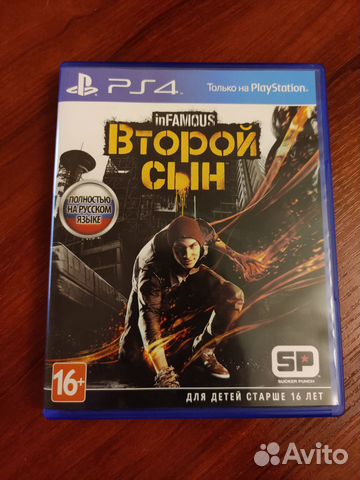 PS4
Только на PlayStation.
inFAMOUS
Второй
сын
ПОЛНОСТЬЮ
НА РУССКОМ
ЯЗЫКЕ
16+
SP
SUCKER PUNCH
ДЛЯ ДЕТЕЙ СТАРШЕ 16 ЛЕТ
Avito